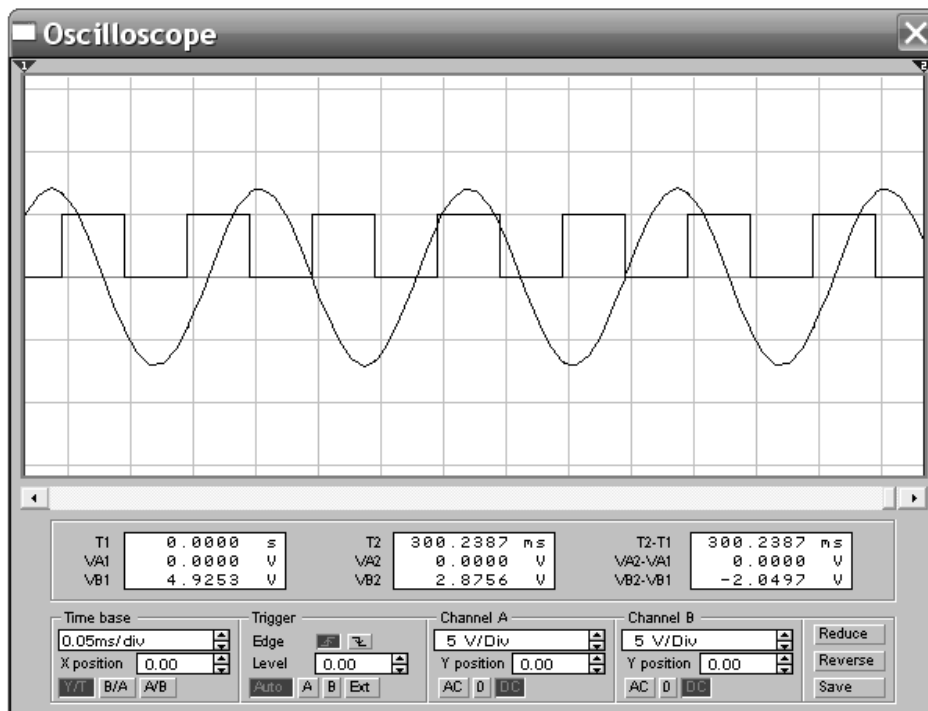 Oscilloscope
1 2
T1 0.0000 s T2 300.2387 ms T2-T1 300.2387 ms
VA1 0.0000 V VA2 0.0000 V VA2-VA1 0.0000 V
VB1 4.9253 V VB2 2.8756 V VB2-VB1 -2.0497 V
Time base Trigger Channel A Channel B
0.05ms/div Edge 5 V/Div 5 V/Div Reduce
X position 0.00 Level 0.00 Y position 0.00 Y position 0.00 Reverse
Y/T B/A A/B Auto A B Ext AC 0 DC AC 0 DC Save